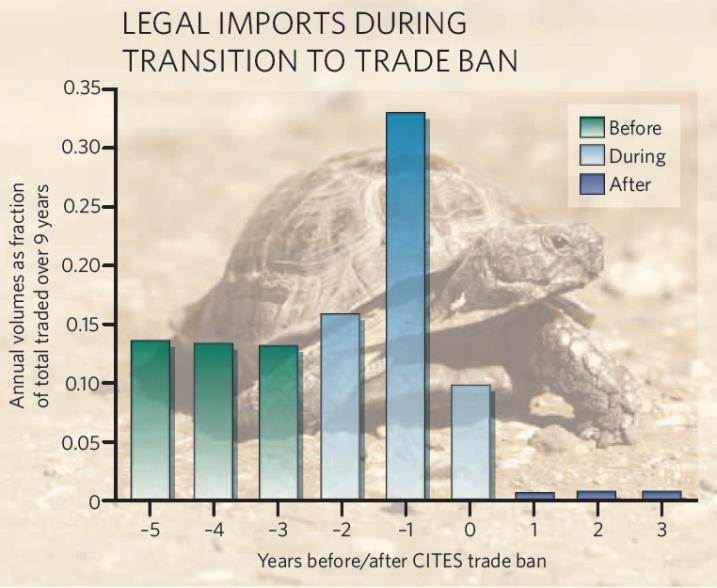 LEGAL IMPORTS DURING
TRANSITION TO TRADE BAN
Annual volumes as fraction
of total traded over 9 years
0.35
0.30
0.25
0.20
0.15
0.10
0.05
0
Before
During
After
–5 –4 –3 –2 –1 0 1 2 3
Years before/after CITES trade ban